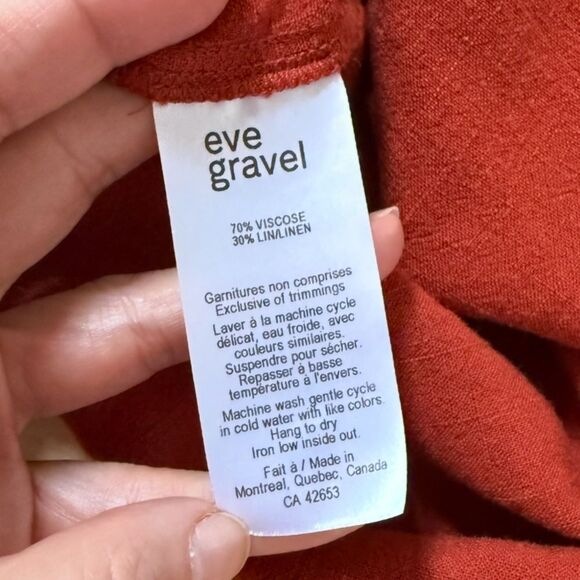 eve
gravel
70% VISCOSE
30% LIN/LINEN
Garnitures non comprises
Exclusive of trimmings
Laver à la machine cycle
délicat, eau froide, avec
couleurs similaires.
Suspendre pour sécher.
Repasser à basse
température à l'envers.
Machine wash gentle cycle
in cold water with like colors.
Hang to dry
Iron low inside out.
Fait à / Made in
Montreal, Quebec, Canada
CA 42653